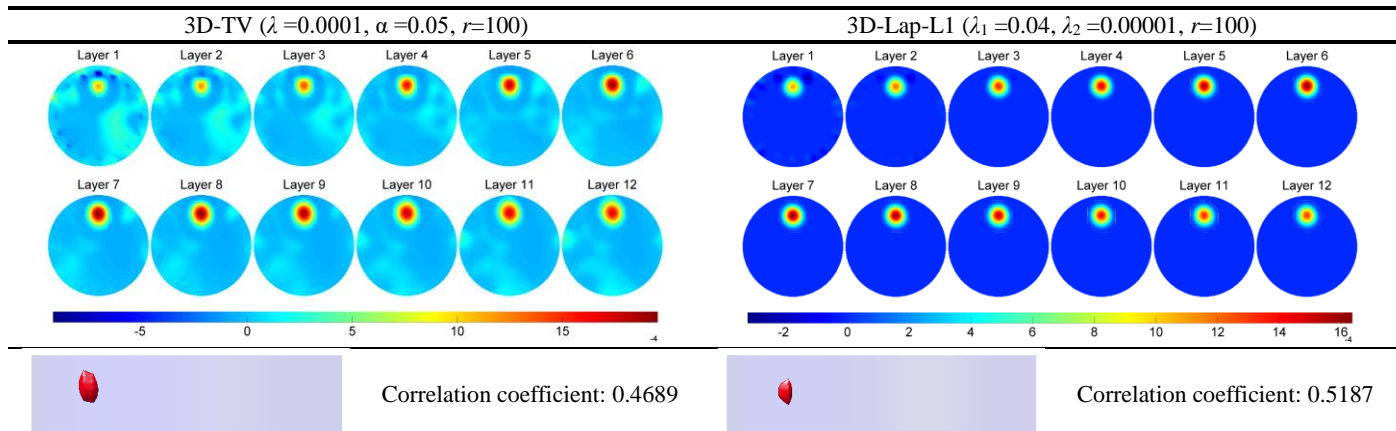 3D-TV (λ =0.0001, α =0.05, r=100)
Layer 1 Layer 2 Layer 3 Layer 4 Layer 5 Layer 6
Layer 7 Layer 8 Layer 9 Layer 10 Layer 11 Layer 12
-5 0 5 10 15
-4
Correlation coefficient: 0.4689
3D-Lap-L1 (λ1 =0.04, λ2 =0.00001, r=100)
Layer 1 Layer 2 Layer 3 Layer 4 Layer 5 Layer 6
Layer 7 Layer 8 Layer 9 Layer 10 Layer 11 Layer 12
-2 0 2 4 6 8 10 12 14 16
-4
Correlation coefficient: 0.5187